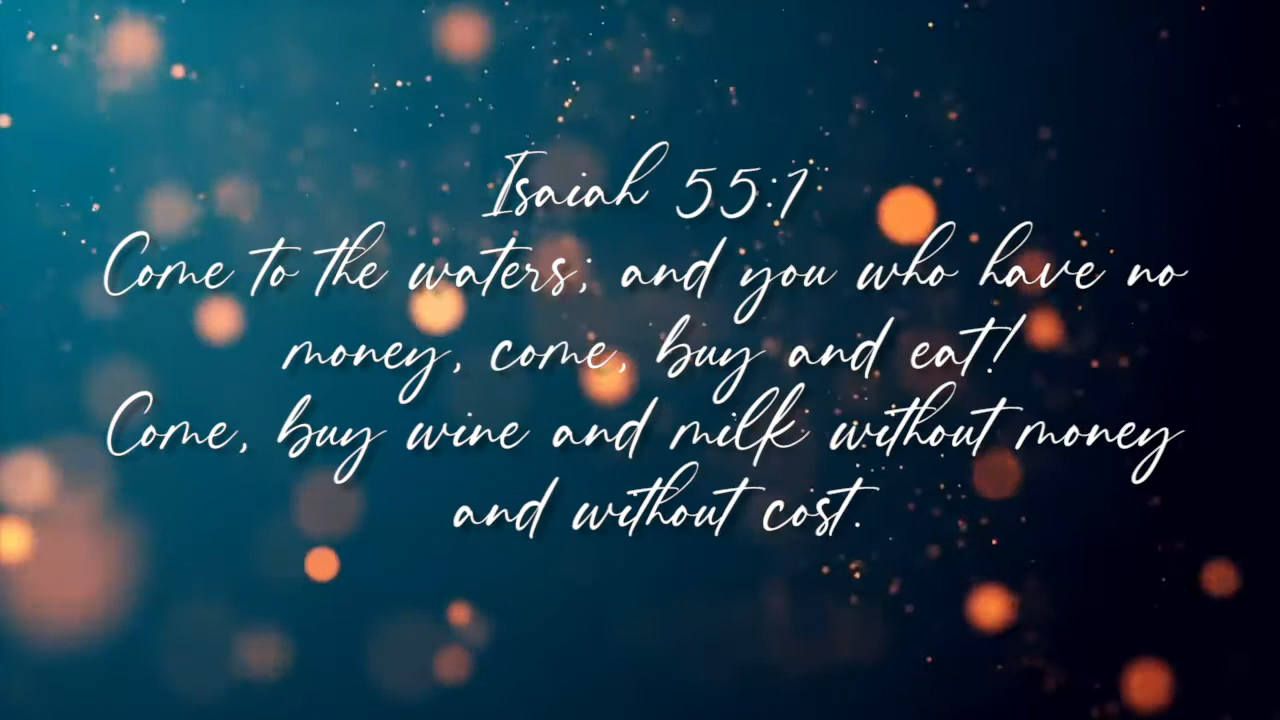 Isaiah 55:1
Come to the waters; and you who have no
money, come, buy and eat!
Come, buy wine and milk without money
and without cost.